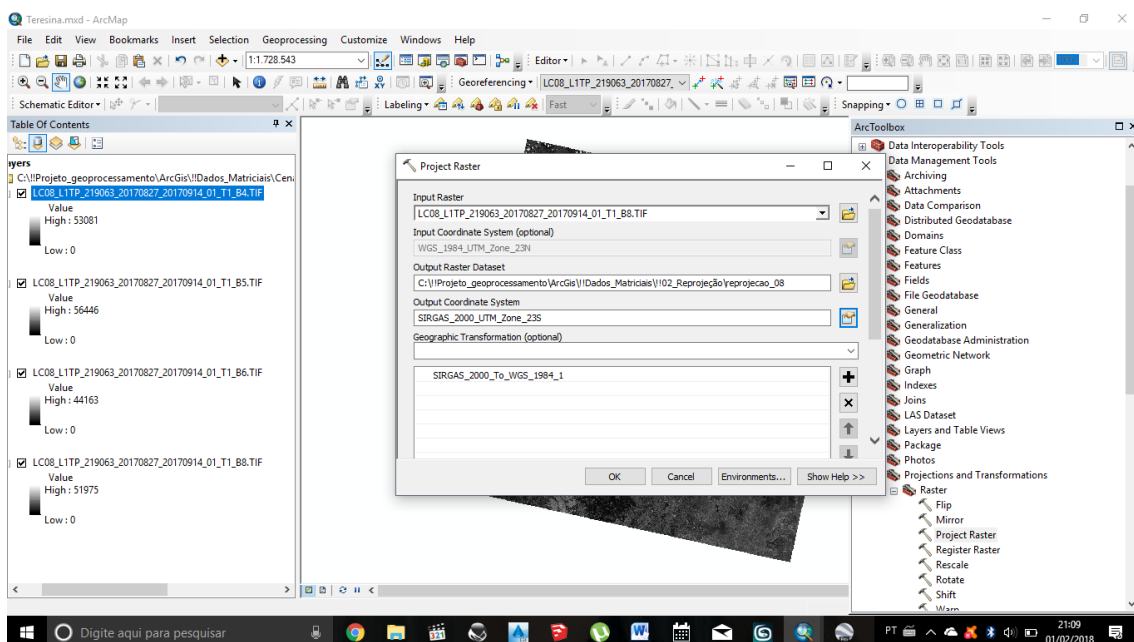 Teresina.mxd - ArcMap
File Edit View Bookmarks Insert Selection Geoprocessing Customize Windows Help
1:1.728.543
Editor
Georeferencing LC08_L1TP_219063_20170827_
Schematic Editor
Labeling
Fast
Snapping
Table Of Contents
ayers
C:\!!Projeto_geoprocessamento\ArcGis\!!Dados_Matriciais\Cena
LC08_L1TP_219063_20170827_20170914_01_T1_B4.TIF
Value
High : 53081
Low : 0
LC08_L1TP_219063_20170827_20170914_01_T1_B5.TIF
Value
High : 56446
Low : 0
LC08_L1TP_219063_20170827_20170914_01_T1_B6.TIF
Value
High : 44163
Low : 0
LC08_L1TP_219063_20170827_20170914_01_T1_B8.TIF
Value
High : 51975
Low : 0
Project Raster
Input Raster
LC08_L1TP_219063_20170827_20170914_01_T1_B8.TIF
Input Coordinate System (optional)
WGS_1984_UTM_Zone_23N
Output Raster Dataset
C:\!!Projeto_geoprocessamento\ArcGis\!!Dados_Matriciais\!!02_Reprojeção\reprojecao_08
Output Coordinate System
SIRGAS_2000_UTM_Zone_23S
Geographic Transformation (optional)
SIRGAS_2000_To_WGS_1984_1
OK Cancel Environments... Show Help >>
ArcToolbox
Data Interoperability Tools
Data Management Tools
Archiving
Attachments
Data Comparison
Distributed Geodatabase
Domains
Feature Class
Features
Fields
File Geodatabase
General
Generalization
Geodatabase Administration
Geometric Network
Graph
Indexes
Joins
LAS Dataset
Layers and Table Views
Package
Photos
Projections and Transformations
Raster
Flip
Mirror
Project Raster
Register Raster
Rescale
Rotate
Shift
Warp
Digite aqui para pesquisar
PT
21:09
01/02/2018